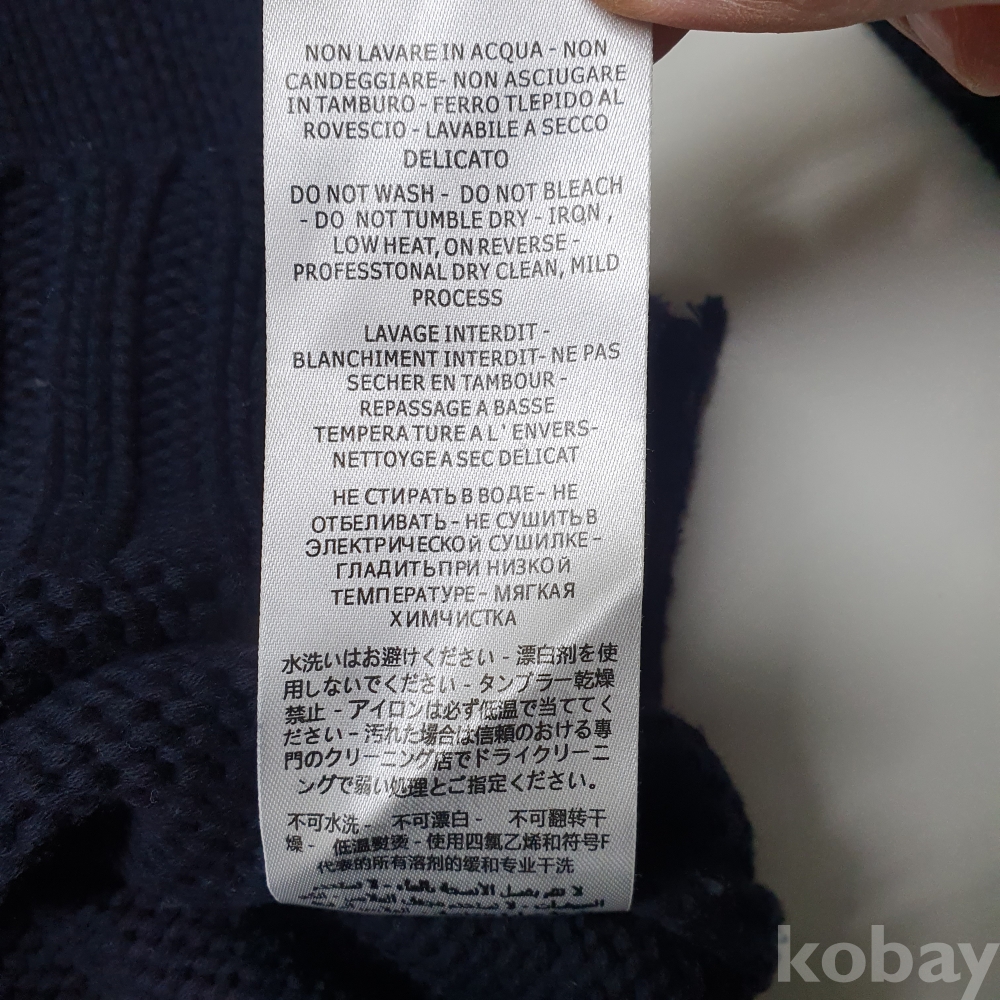 NON LAVARE IN ACQUA - NON
CANDEGGIARE- NON ASCIUGARE
IN TAMBURO - FERRO TLEPIDO AL
ROVESCIO - LAVABILE A SECCO
DELICATO
DO NOT WASH - DO NOT BLEACH
- DO NOT TUMBLE DRY - IRON ,
LOW HEAT, ON REVERSE -
PROFESSTONAL DRY CLEAN, MILD
PROCESS
LAVAGE INTERDIT -
BLANCHIMENT INTERDIT- NE PAS
SECHER EN TAMBOUR -
REPASSAGE A BASSE
TEMPERATURE A L' ENVERS-
NETTOYGE A SEC DELICAT
НЕ СТИРАТЬ В ВОДЕ- НЕ
ОТБЕЛИВАТЬ - НЕ СУШИТЬ В
ЭЛЕКТРИЧЕСКОЙ СУШИЛКЕ-
ГЛАДИТЬ ПРИ НИЗКОЙ
ТЕМПЕРАТУРЕ- МЯГКАЯ
ХИМЧИСТКА
水洗いはお避けください - 漂白剤を使
用しないでください - タンブラー乾燥
禁止 - アイロンは必ず低温で当ててく
ださい - 汚れた場合は信頼のおける專
門のクリーニング店でドライクリーニ
ングで弱い処理とご指定ください。
不可水洗 - 不可漂白 - 不可翻转干
燥 - 低温熨烫 - 使用四氯乙烯和符号F
代表的所有溶剂的缓和专业干洗
kobay